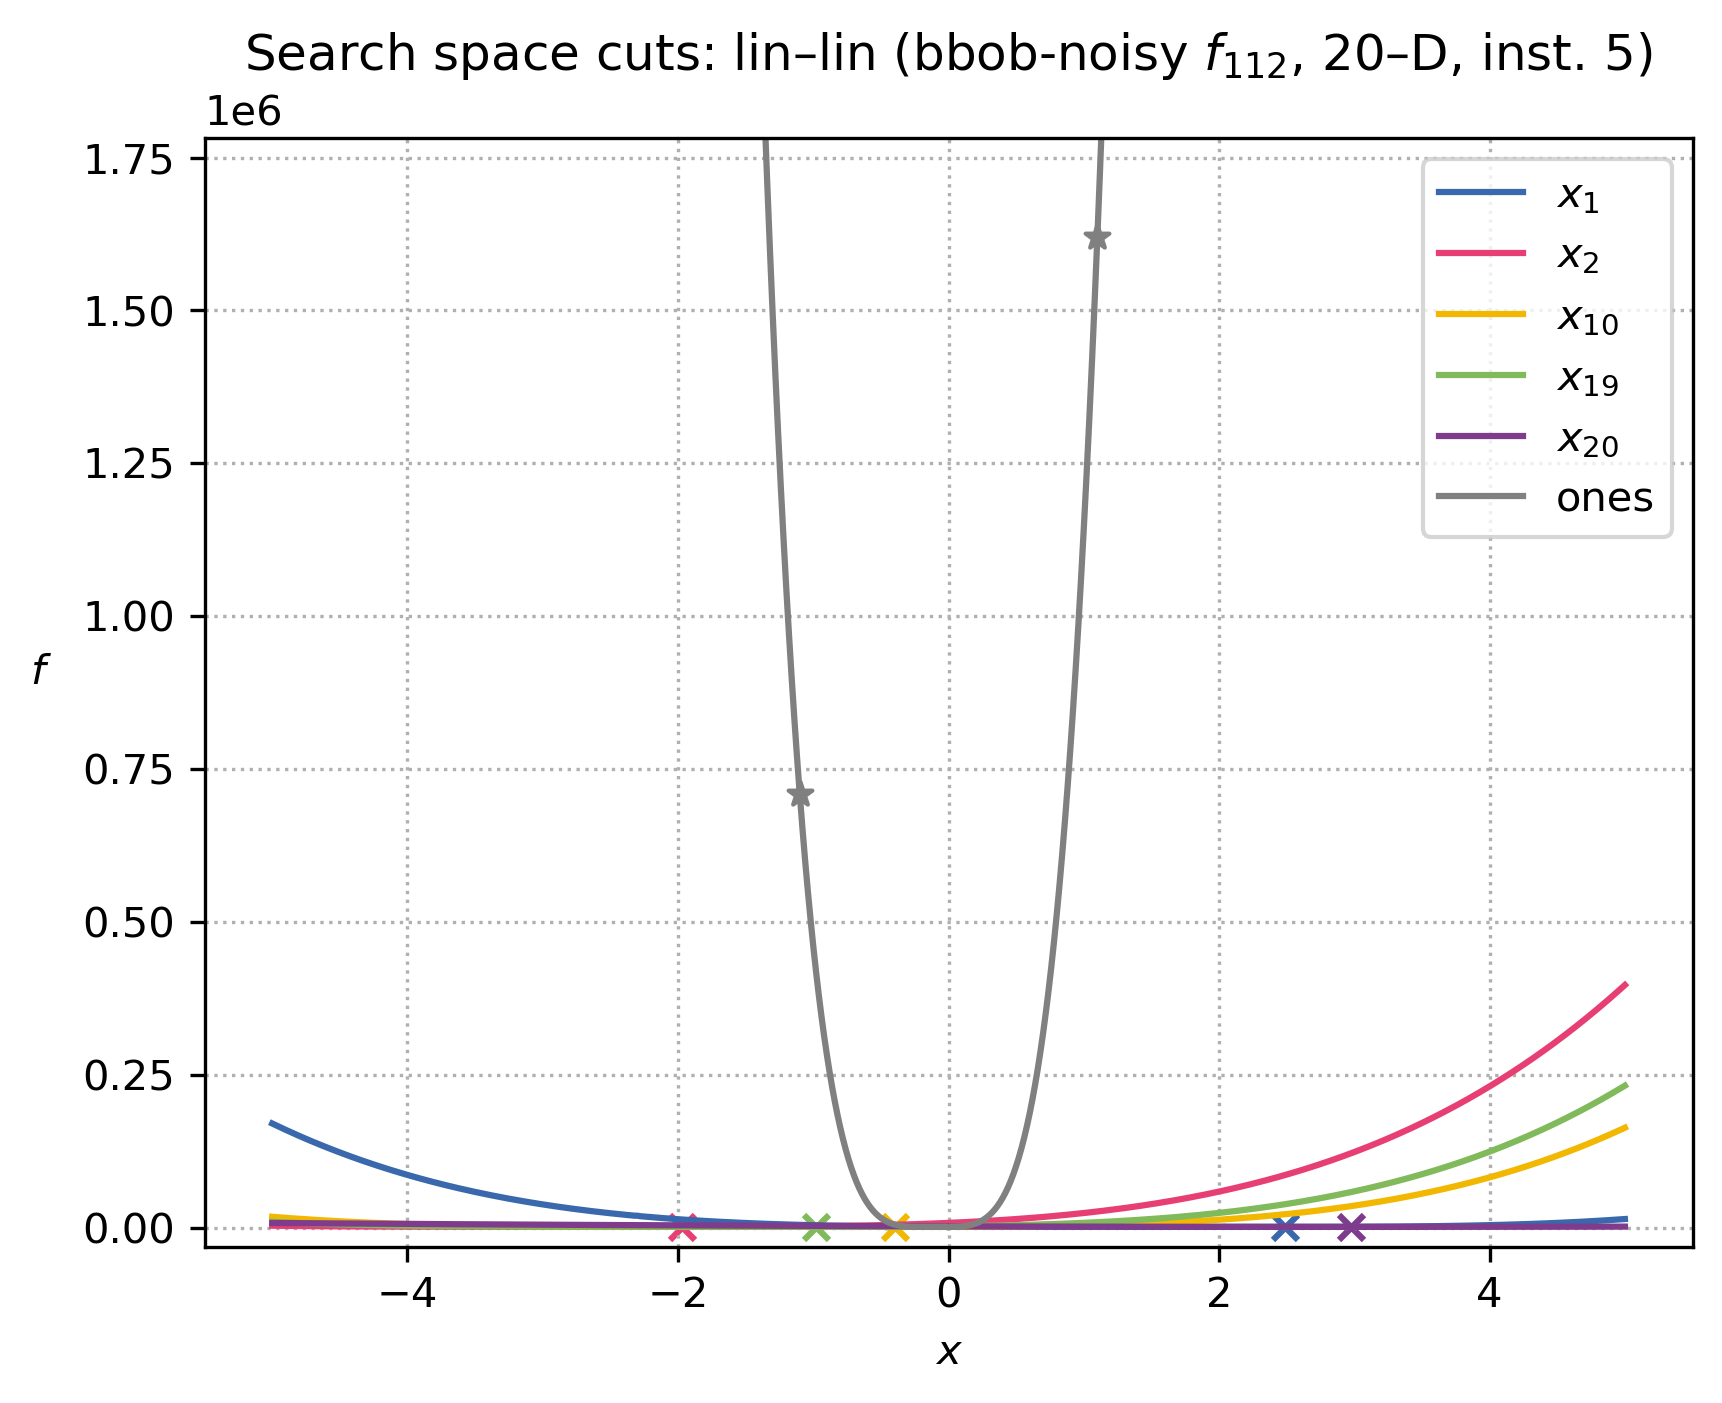 Search space cuts: lin–lin (bbob-noisy f112, 20–D, inst. 5)
1e6
1.75
1.50
1.25
1.00
0.75
0.50
0.25
0.00
f
−4
−2
0
2
4
x
x1
x2
x10
x19
x20
ones